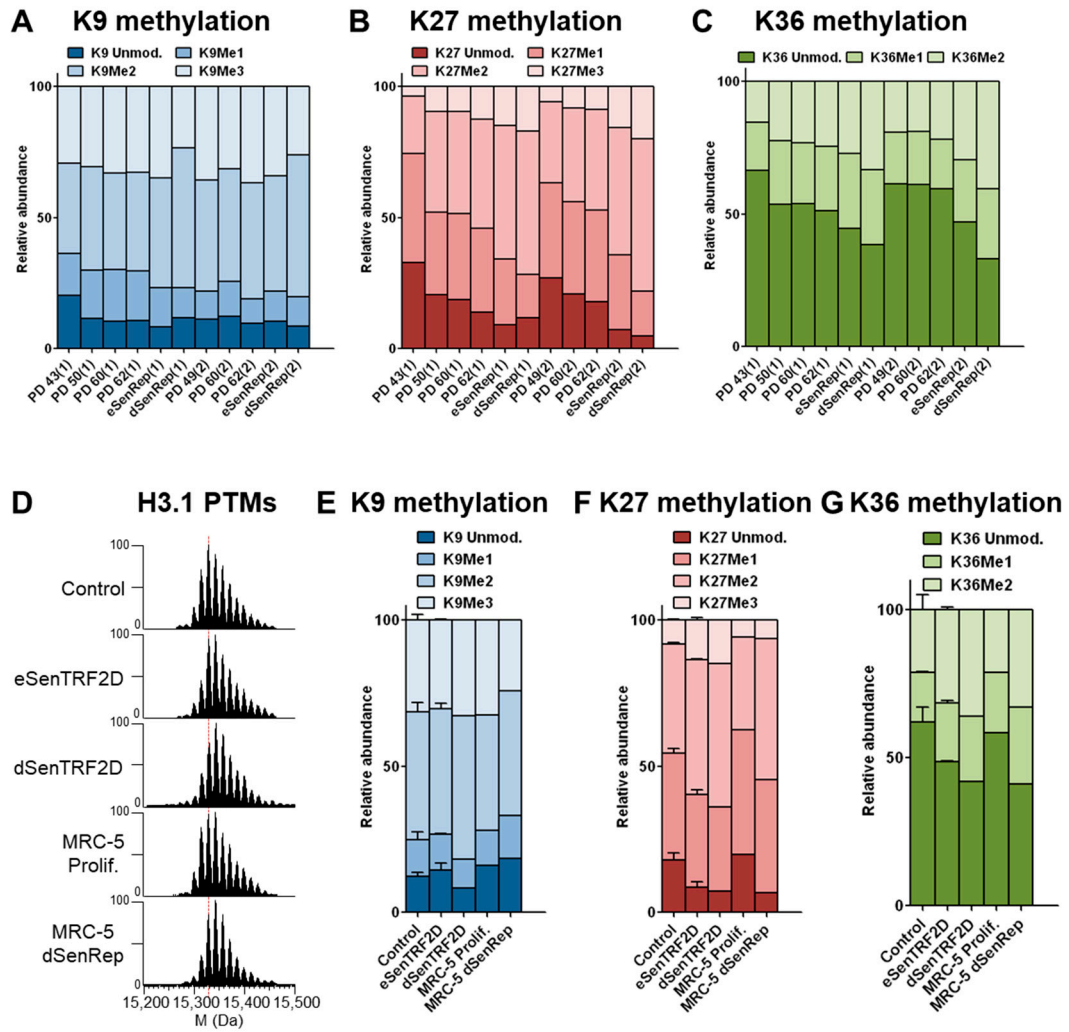 A K9 methylation
K9 Unmod. K9Me1
K9Me2 K9Me3
100
50
0
Relative abundance
PD 43(1)
PD 50(1)
PD 60(1)
PD 62(1)
eSenRep(1)
dSenRep(1)
PD 49(2)
PD 60(2)
PD 62(2)
eSenRep(2)
dSenRep(2)
B K27 methylation
K27 Unmod. K27Me1
K27Me2 K27Me3
100
50
0
Relative abundance
PD 43(1)
PD 50(1)
PD 60(1)
PD 62(1)
eSenRep(1)
dSenRep(1)
PD 49(2)
PD 60(2)
PD 62(2)
eSenRep(2)
dSenRep(2)
C K36 methylation
K36 Unmod. K36Me1 K36Me2
100
50
0
Relative abundance
PD 43(1)
PD 50(1)
PD 60(1)
PD 62(1)
eSenRep(1)
dSenRep(1)
PD 49(2)
PD 60(2)
PD 62(2)
eSenRep(2)
dSenRep(2)
D H3.1 PTMs
100
Control
0
100
eSenTRF2D
0
100
dSenTRF2D
0
100
MRC-5
Prolif.
0
100
MRC-5
dSenRep
0
15,200 15,300 15,400 15,500
M (Da)
E K9 methylation
K9 Unmod.
K9Me1
K9Me2
K9Me3
100
50
0
Relative abundance
Control
eSenTRF2D
dSenTRF2D
MRC-5 Prolif.
MRC-5 dSenRep
F K27 methylation
K27 Unmod.
K27Me1
K27Me2
K27Me3
100
50
0
Relative abundance
Control
eSenTRF2D
dSenTRF2D
MRC-5 Prolif.
MRC-5 dSenRep
G K36 methylation
K36 Unmod.
K36Me1
K36Me2
100
50
0
Relative abundance
Control
eSenTRF2D
dSenTRF2D
MRC-5 Prolif.
MRC-5 dSenRep